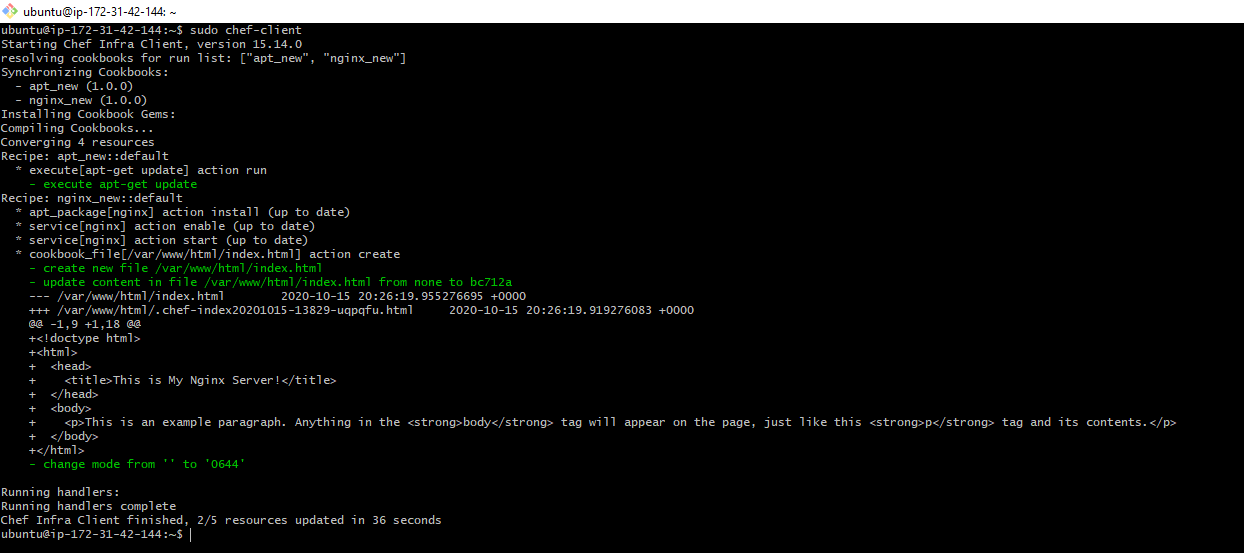 ubuntu@ip-172-31-42-144: ~
ubuntu@ip-172-31-42-144:~$ sudo chef-client
Starting Chef Infra Client, version 15.14.0
resolving cookbooks for run list: ["apt_new", "nginx_new"]
Synchronizing Cookbooks:
  - apt_new (1.0.0)
  - nginx_new (1.0.0)
Installing Cookbook Gems:
Compiling Cookbooks...
Converging 4 resources
Recipe: apt_new::default
  * execute[apt-get update] action run
    - execute apt-get update
Recipe: nginx_new::default
  * apt_package[nginx] action install (up to date)
  * service[nginx] action enable (up to date)
  * service[nginx] action start (up to date)
  * cookbook_file[/var/www/html/index.html] action create
    - create new file /var/www/html/index.html
    - update content in file /var/www/html/index.html from none to bc712a
    --- /var/www/html/index.html        2020-10-15 20:26:19.955276695 +0000
    +++ /var/www/html/.chef-index20201015-13829-uqpqfu.html     2020-10-15 20:26:19.919276083 +0000
    @@ -1,9 +1,18 @@
    +<!doctype html>
    +<html>
    +  <head>
    +    <title>This is My Nginx Server!</title>
    +  </head>
    +  <body>
    +    <p>This is an example paragraph. Anything in the <strong>body</strong> tag will appear on the page, just like this <strong>p</strong> tag and its contents.</p>
    +  </body>
    +</html>
    - change mode from '' to '0644'
Running handlers:
Running handlers complete
Chef Infra Client finished, 2/5 resources updated in 36 seconds
ubuntu@ip-172-31-42-144:~$